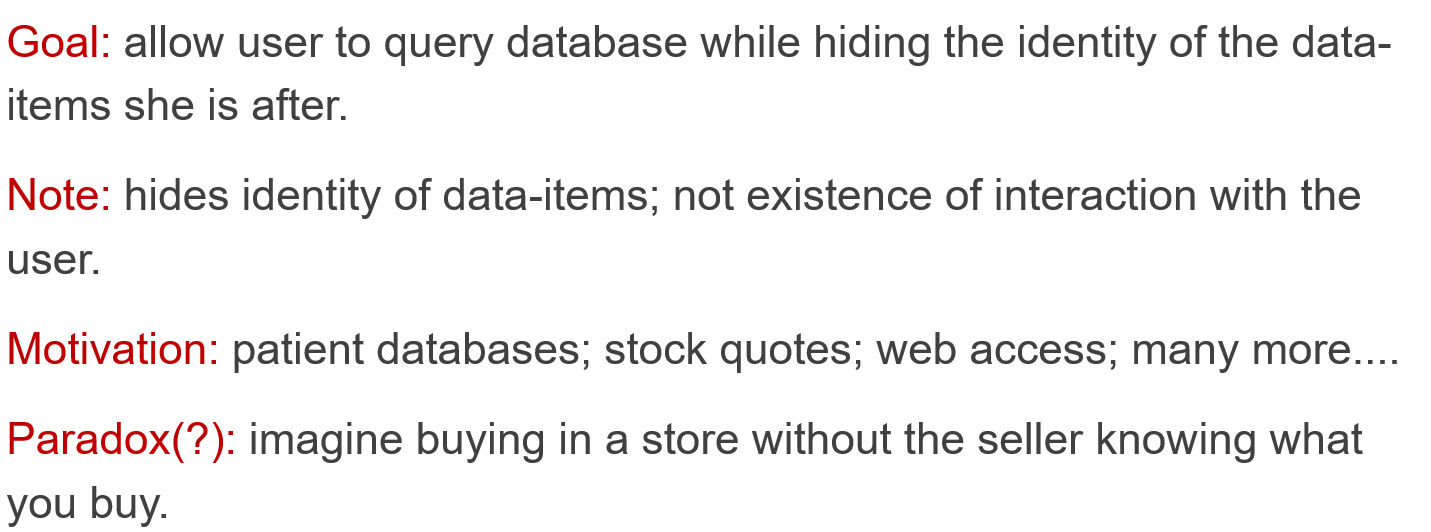 Goal: allow user to query database while hiding the identity of the data-
items she is after.
Note: hides identity of data-items; not existence of interaction with the
user.
Motivation: patient databases; stock quotes; web access; many more....
Paradox(?): imagine buying in a store without the seller knowing what
you buy.